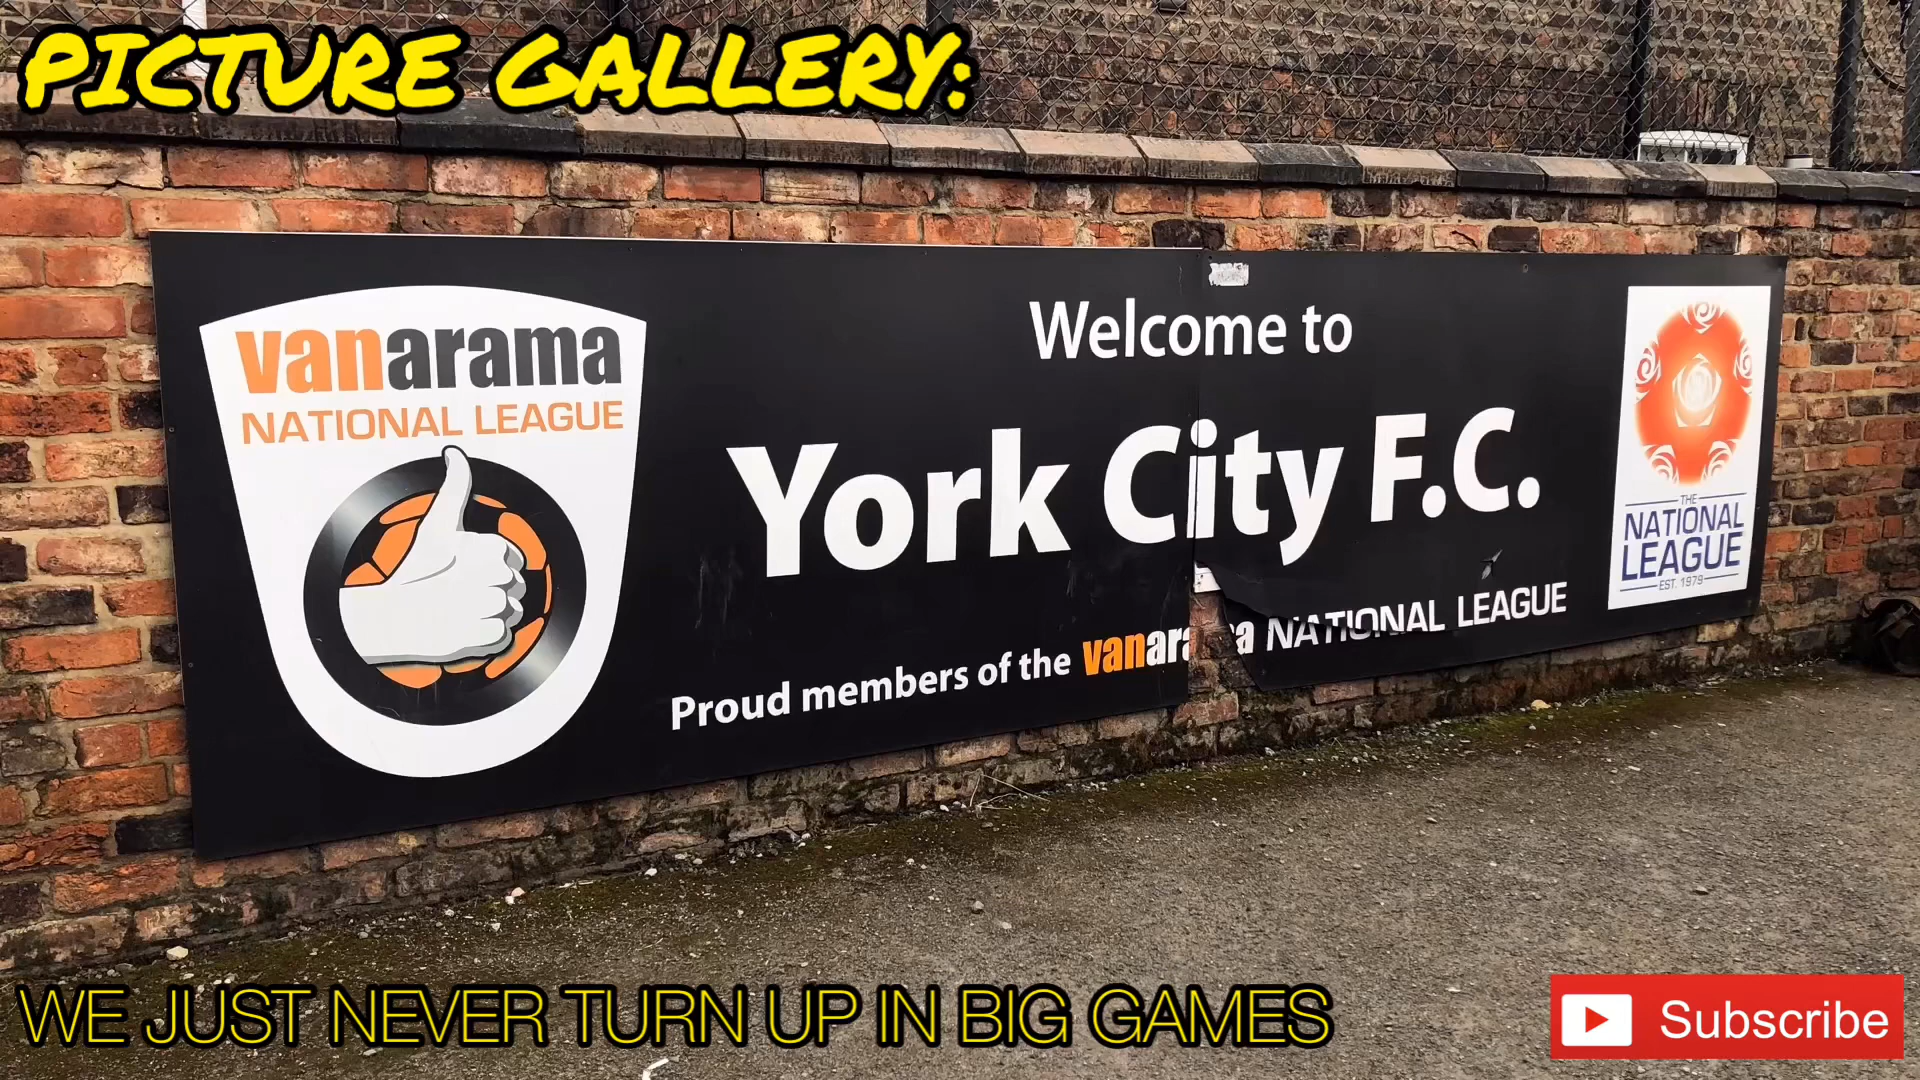 PICTURE GALLERY:
vanarama
NATIONAL LEAGUE
Welcome to
York City F.C.
Proud members of the vanarama NATIONAL LEAGUE
THE
NATIONAL
LEAGUE
EST. 1979
WE JUST NEVER TURN UP IN BIG GAMES
Subscribe